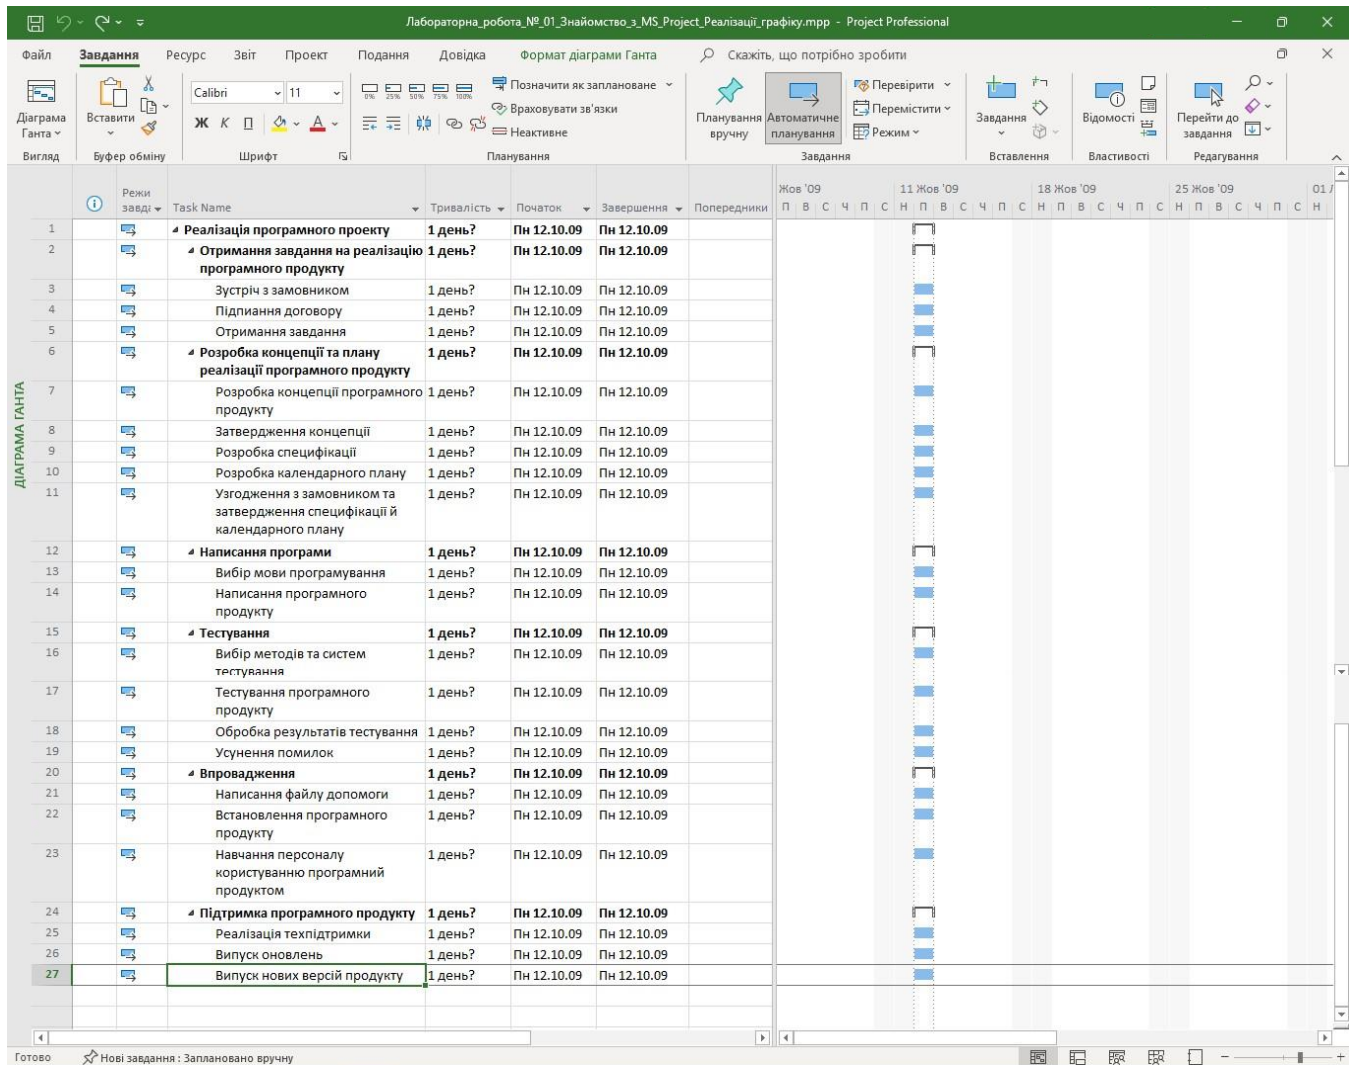 Лабораторна_робота_№_01_Знайомство_з_MS_Project_Реалізації_графіку.mpp - Project Professional
Файл Завдання Ресурс Звіт Проект Подання Довідка Формат діаграми Ганта Скажіть, що потрібно зробити
Діаграма Ганта
Вставити
Calibri 11
Ж К П А
0% 25% 50% 75% 100%
Позначити як заплановане
Враховувати зв'язки
Неактивне
Планування вручну
Автоматичне планування
Перевірити
Перемістити
Режим
Завдання
Відомості
Перейти до завдання
Вигляд Буфер обміну Шрифт Планування Завдання Вставлення Властивості Редагування
Жов '09 11 Жов '09 18 Жов '09 25 Жов '09 01
Режи
завда Task Name Тривалість Початок Завершення Попередники
П В С Ч П С Н П В С Ч П С Н П В С Ч П С Н П В С Ч П С Н
ДІАГРАМА ГАНТА
1 Реалізація програмного проекту 1 день? Пн 12.10.09 Пн 12.10.09
2 Отримання завдання на реалізацію 1 день? Пн 12.10.09 Пн 12.10.09
програмного продукту
3 Зустріч з замовником 1 день? Пн 12.10.09 Пн 12.10.09
4 Підпиання договору 1 день? Пн 12.10.09 Пн 12.10.09
5 Отримання завдання 1 день? Пн 12.10.09 Пн 12.10.09
6 Розробка концепції та плану 1 день? Пн 12.10.09 Пн 12.10.09
реалізації програмного продукту
7 Розробка концепції програмного 1 день? Пн 12.10.09 Пн 12.10.09
продукту
8 Затвердження концепції 1 день? Пн 12.10.09 Пн 12.10.09
9 Розробка специфікації 1 день? Пн 12.10.09 Пн 12.10.09
10 Розробка календарного плану 1 день? Пн 12.10.09 Пн 12.10.09
11 Узгодження з замовником та 1 день? Пн 12.10.09 Пн 12.10.09
затвердження специфікації й
календарного плану
12 Написання програми 1 день? Пн 12.10.09 Пн 12.10.09
13 Вибір мови програмування 1 день? Пн 12.10.09 Пн 12.10.09
14 Написання програмного 1 день? Пн 12.10.09 Пн 12.10.09
продукту
15 Тестування 1 день? Пн 12.10.09 Пн 12.10.09
16 Вибір методів та систем 1 день? Пн 12.10.09 Пн 12.10.09
тестування
17 Тестування програмного 1 день? Пн 12.10.09 Пн 12.10.09
продукту
18 Обробка результатів тестування 1 день? Пн 12.10.09 Пн 12.10.09
19 Усунення помилок 1 день? Пн 12.10.09 Пн 12.10.09
20 Впровадження 1 день? Пн 12.10.09 Пн 12.10.09
21 Написання файлу допомоги 1 день? Пн 12.10.09 Пн 12.10.09
22 Встановлення програмного 1 день? Пн 12.10.09 Пн 12.10.09
продукту
23 Навчання персоналу 1 день? Пн 12.10.09 Пн 12.10.09
користуванню програмний
продуктом
24 Підтримка програмного продукту 1 день? Пн 12.10.09 Пн 12.10.09
25 Реалізація техпідтримки 1 день? Пн 12.10.09 Пн 12.10.09
26 Випуск оновлень 1 день? Пн 12.10.09 Пн 12.10.09
27 Випуск нових версій продукту 1 день? Пн 12.10.09 Пн 12.10.09
Готово Нові завдання : Заплановано вручну